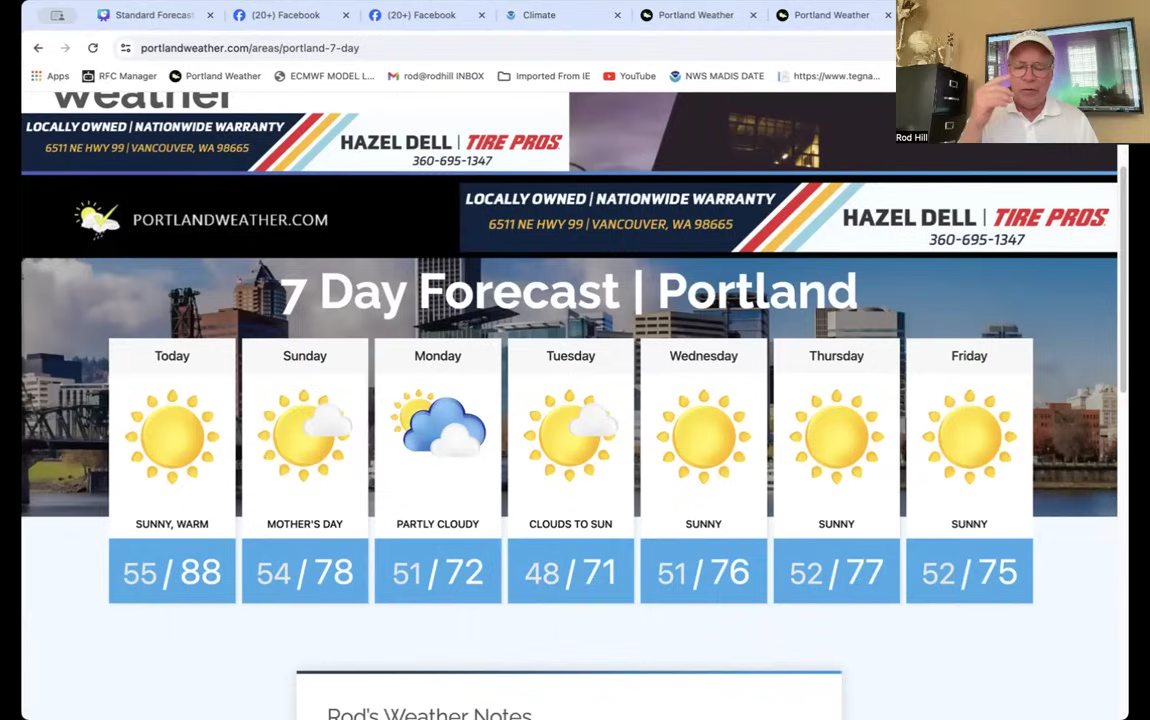 Standard Forecast
(20+) Facebook
(20+) Facebook
Climate
Portland Weather
Portland Weather
portlandweather.com/areas/portland-7-day
Apps
RFC Manager
Portland Weather
ECMWF MODEL L...
rod@rodhill INBOX
Imported From IE
YouTube
NWS MADIS DATE
https://www.tegna...
Rod Hill
weather
LOCALLY OWNED | NATIONWIDE WARRANTY
6511 NE HWY 99 | VANCOUVER, WA 98665
HAZEL DELL | TIRE PROS
360-695-1347
PORTLANDWEATHER.COM
LOCALLY OWNED | NATIONWIDE WARRANTY
6511 NE HWY 99 | VANCOUVER, WA 98665
HAZEL DELL | TIRE PROS
360-695-1347
7 Day Forecast | Portland
Today
SUNNY, WARM
55 / 88
Sunday
MOTHER'S DAY
54 / 78
Monday
PARTLY CLOUDY
51 / 72
Tuesday
CLOUDS TO SUN
48 / 71
Wednesday
SUNNY
51 / 76
Thursday
SUNNY
52 / 77
Friday
SUNNY
52 / 75
Rod's Weather Notes